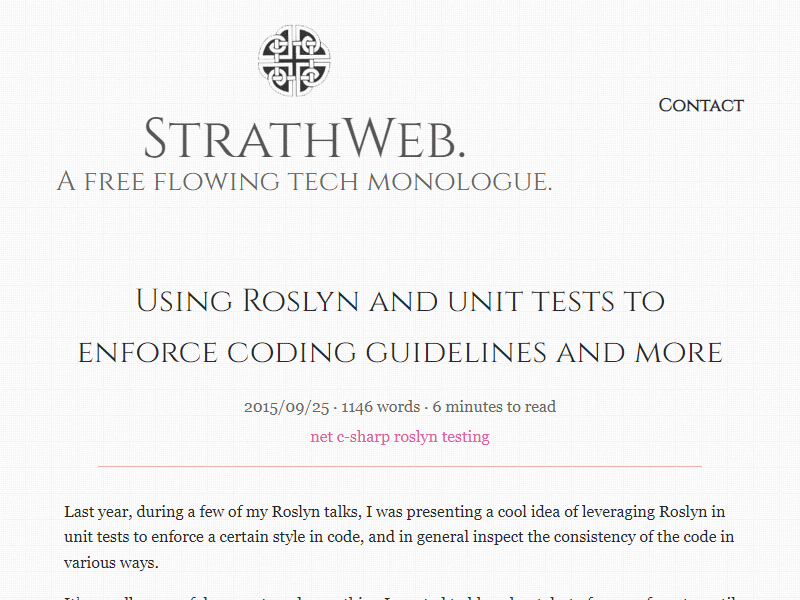 Contact
StrathWeb.
A free flowing tech monologue.
Using Roslyn and unit tests to
enforce coding guidelines and more
2015/09/25 · 1146 words · 6 minutes to read
net c-sharp roslyn testing
Last year, during a few of my Roslyn talks, I was presenting a cool idea of leveraging Roslyn in
unit tests to enforce a certain style in code, and in general inspect the consistency of the code in
various ways.